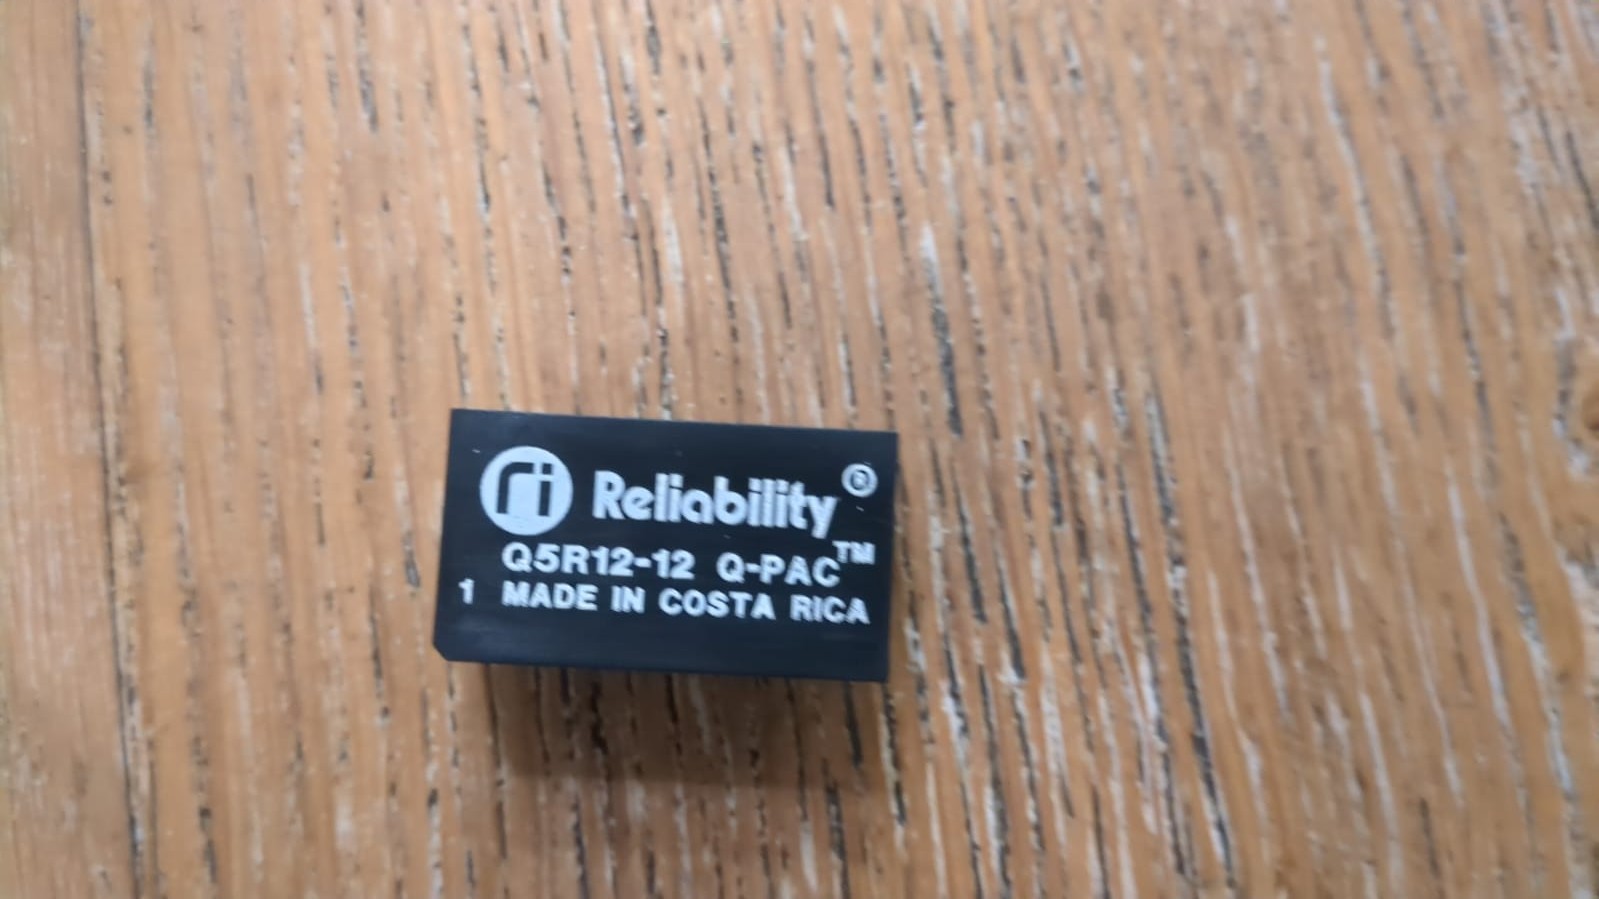 ri Reliability®
Q5R12-12 Q-PAC™
1 MADE IN COSTA RICA